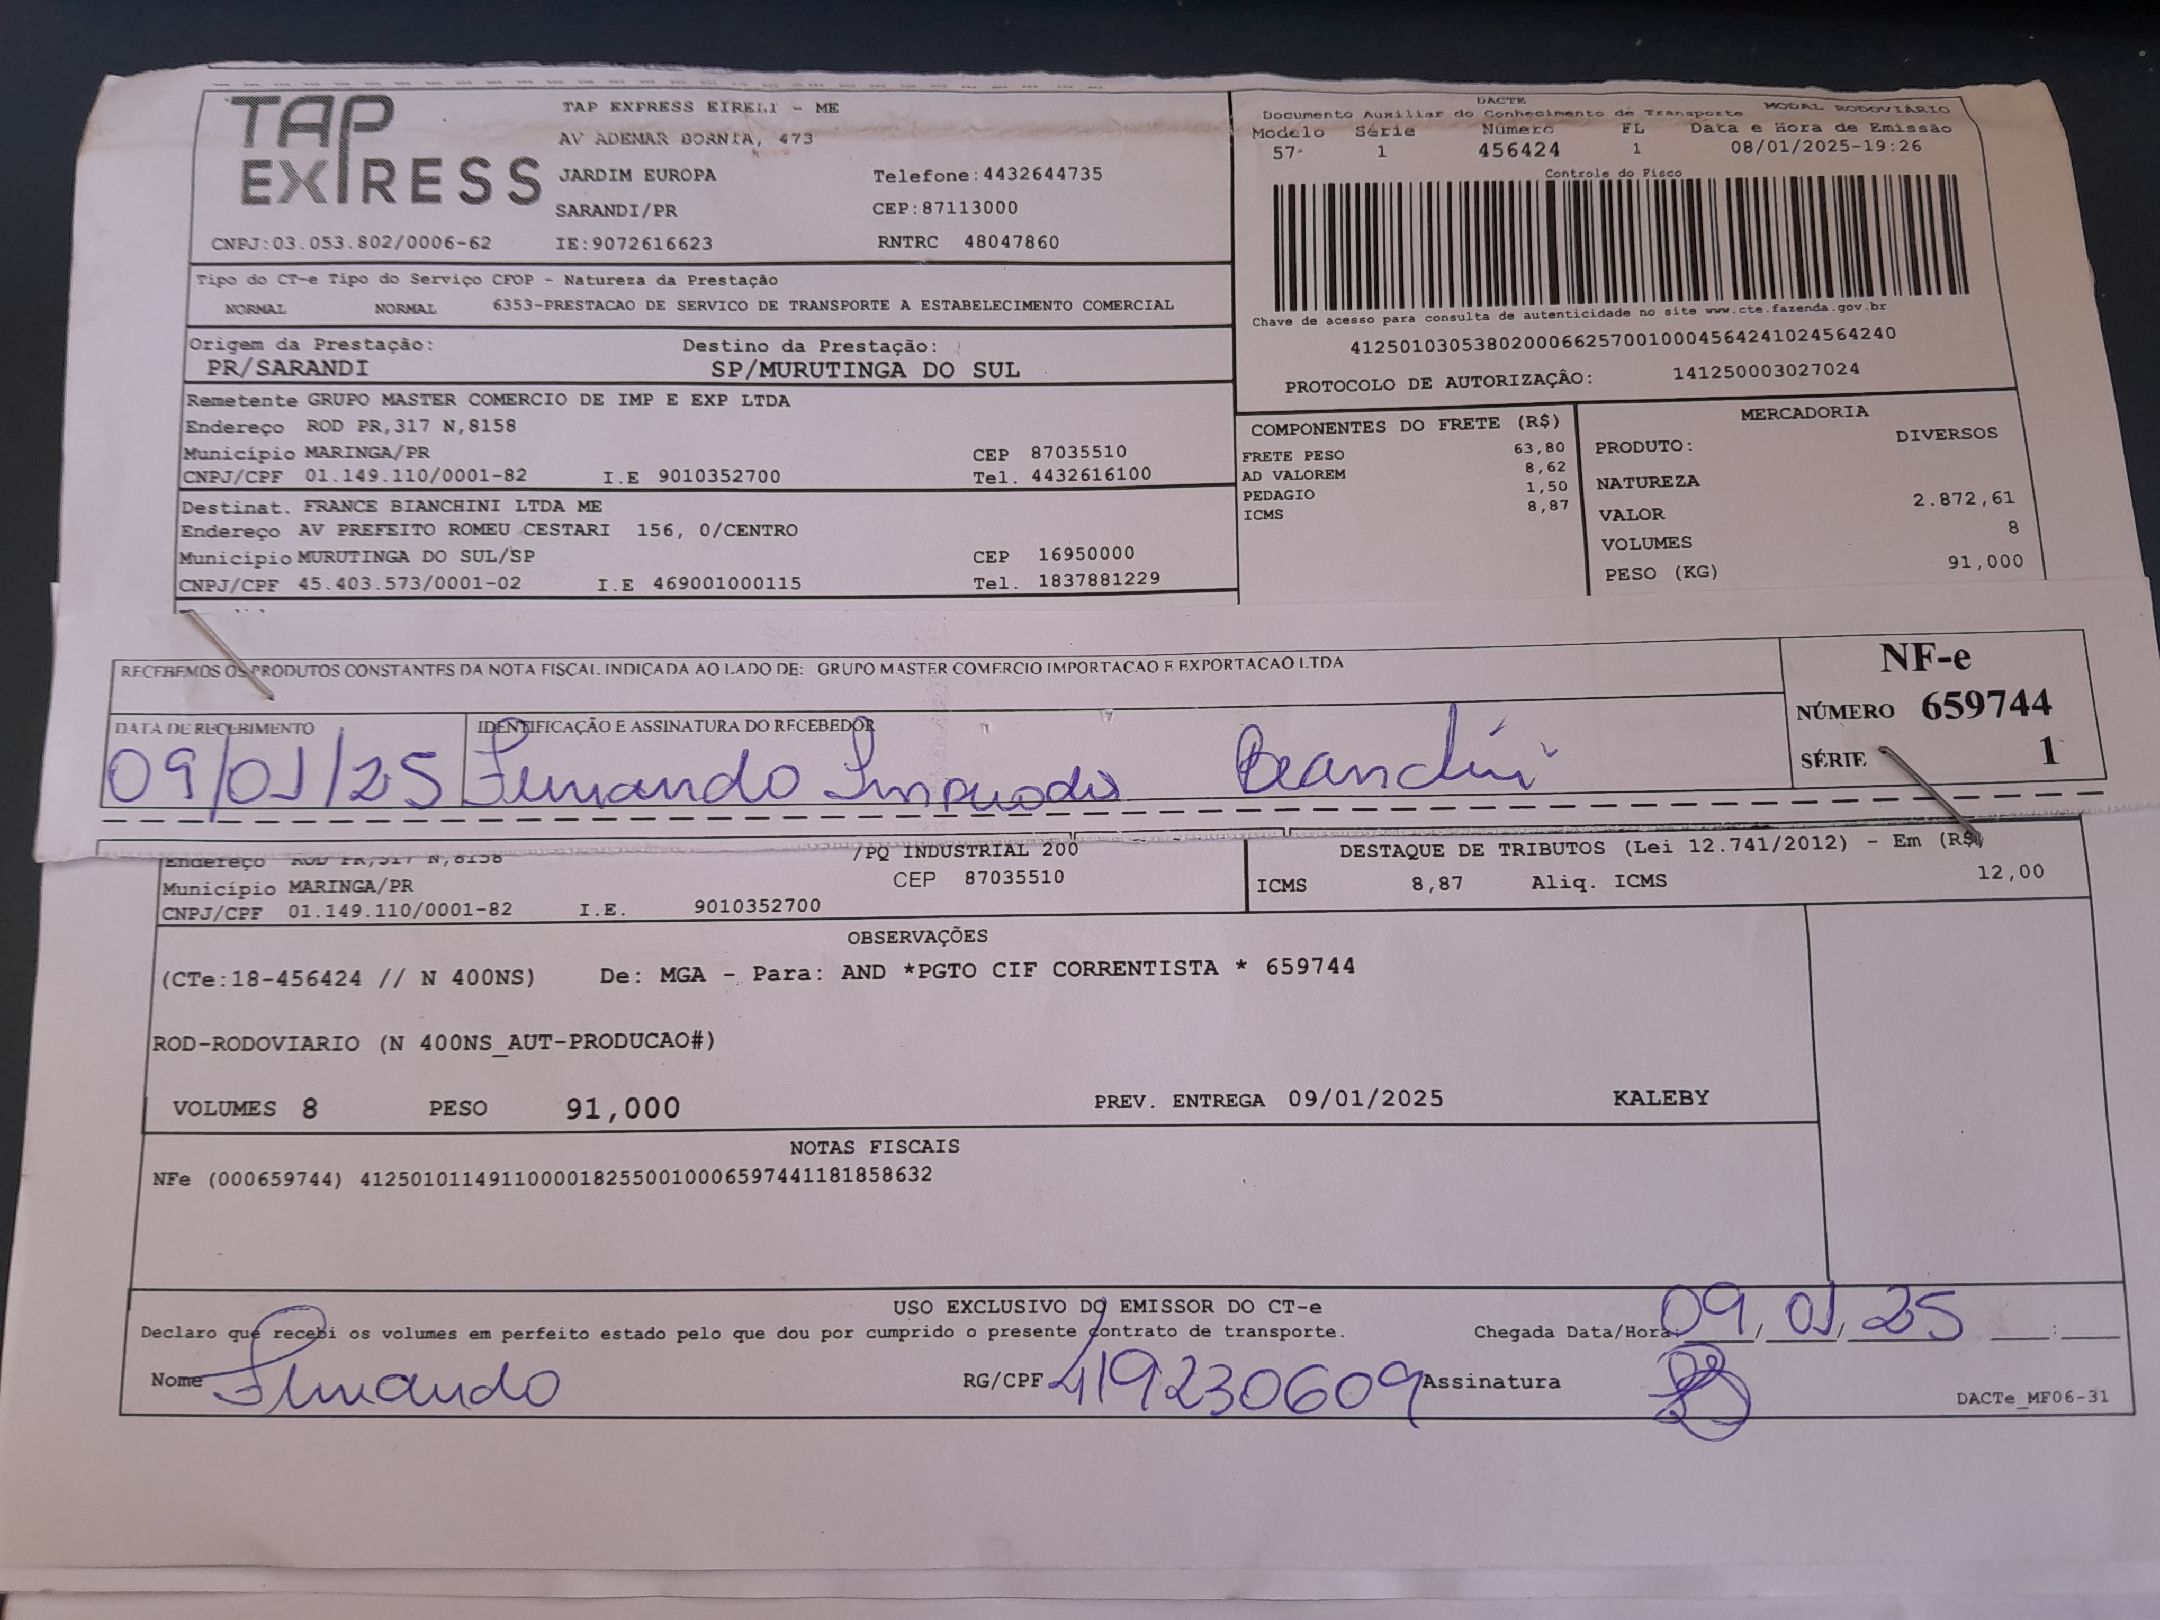 TAP EXPRESS
TAP EXPRESS EIRELI - ME
AV ADEMAR BORNIA, 473
JARDIM EUROPA Telefone:4432644735
SARANDI/PR CEP:87113000
CNPJ:03.053.802/0006-62 IE:9072616623 RNTRC 48047860
DACTE
Documento Auxiliar do Conhecimento de Transporte MODAL RODOVIÁRIO
Modelo Série Número FL Data e Hora de Emissão
57 1 456424 1 08/01/2025-19:26
Controle do Fisco
Chave de acesso para consulta de autenticidade no site www.cte.fazenda.gov.br
41250103053802000662570010004564241024564240
PROTOCOLO DE AUTORIZAÇÃO: 141250003027024
Tipo do CT-e Tipo do Serviço CFOP - Natureza da Prestação
NORMAL NORMAL 6353-PRESTACAO DE SERVICO DE TRANSPORTE A ESTABELECIMENTO COMERCIAL
Origem da Prestação: Destino da Prestação:
PR/SARANDI SP/MURUTINGA DO SUL
Remetente GRUPO MASTER COMERCIO DE IMP E EXP LTDA
Endereço ROD PR,317 N,8158
Município MARINGA/PR CEP 87035510
CNPJ/CPF 01.149.110/0001-82 I.E 9010352700 Tel. 4432616100
Destinat. FRANCE BIANCHINI LTDA ME
Endereço AV PREFEITO ROMEU CESTARI 156, 0/CENTRO
Município MURUTINGA DO SUL/SP CEP 16950000
CNPJ/CPF 45.403.573/0001-02 I.E 469001000115 Tel. 1837881229
COMPONENTES DO FRETE (R$)
FRETE PESO 63,80
AD VALOREM 8,62
PEDAGIO 1,50
ICMS 8,87
MERCADORIA
PRODUTO: DIVERSOS
NATUREZA
VALOR 2.872,61
VOLUMES 8
PESO (KG) 91,000
RECEBEMOS OS PRODUTOS CONSTANTES DA NOTA FISCAL INDICADA AO LADO DE: GRUPO MASTER COMERCIO IMPORTACAO E EXPORTACAO LTDA
DATA DE RECEBIMENTO IDENTIFICAÇÃO E ASSINATURA DO RECEBEDOR
09/01/25 Fernando
NF-e
NÚMERO 659744
SÉRIE 1
Endereço ROD PR,317 N,8158 /PQ INDUSTRIAL 200
Município MARINGA/PR CEP 87035510
CNPJ/CPF 01.149.110/0001-82 I.E. 9010352700
DESTAQUE DE TRIBUTOS (Lei 12.741/2012) - Em (R$)
ICMS 8,87 Aliq. ICMS 12,00
OBSERVAÇÕES
(CTe:18-456424 // N 400NS) De: MGA - Para: AND *PGTO CIF CORRENTISTA * 659744
ROD-RODOVIARIO (N 400NS_AUT-PRODUCAO#)
VOLUMES 8 PESO 91,000 PREV. ENTREGA 09/01/2025 KALEBY
NOTAS FISCAIS
NFe (000659744) 41250101149110000182550010006597441181858632
USO EXCLUSIVO DO EMISSOR DO CT-e
Declaro que recebi os volumes em perfeito estado pelo que dou por cumprido o presente contrato de transporte. Chegada Data/Hora 09/01/25 :
Nome Fernando RG/CPF 419230609 Assinatura
DACTe_MF06-31